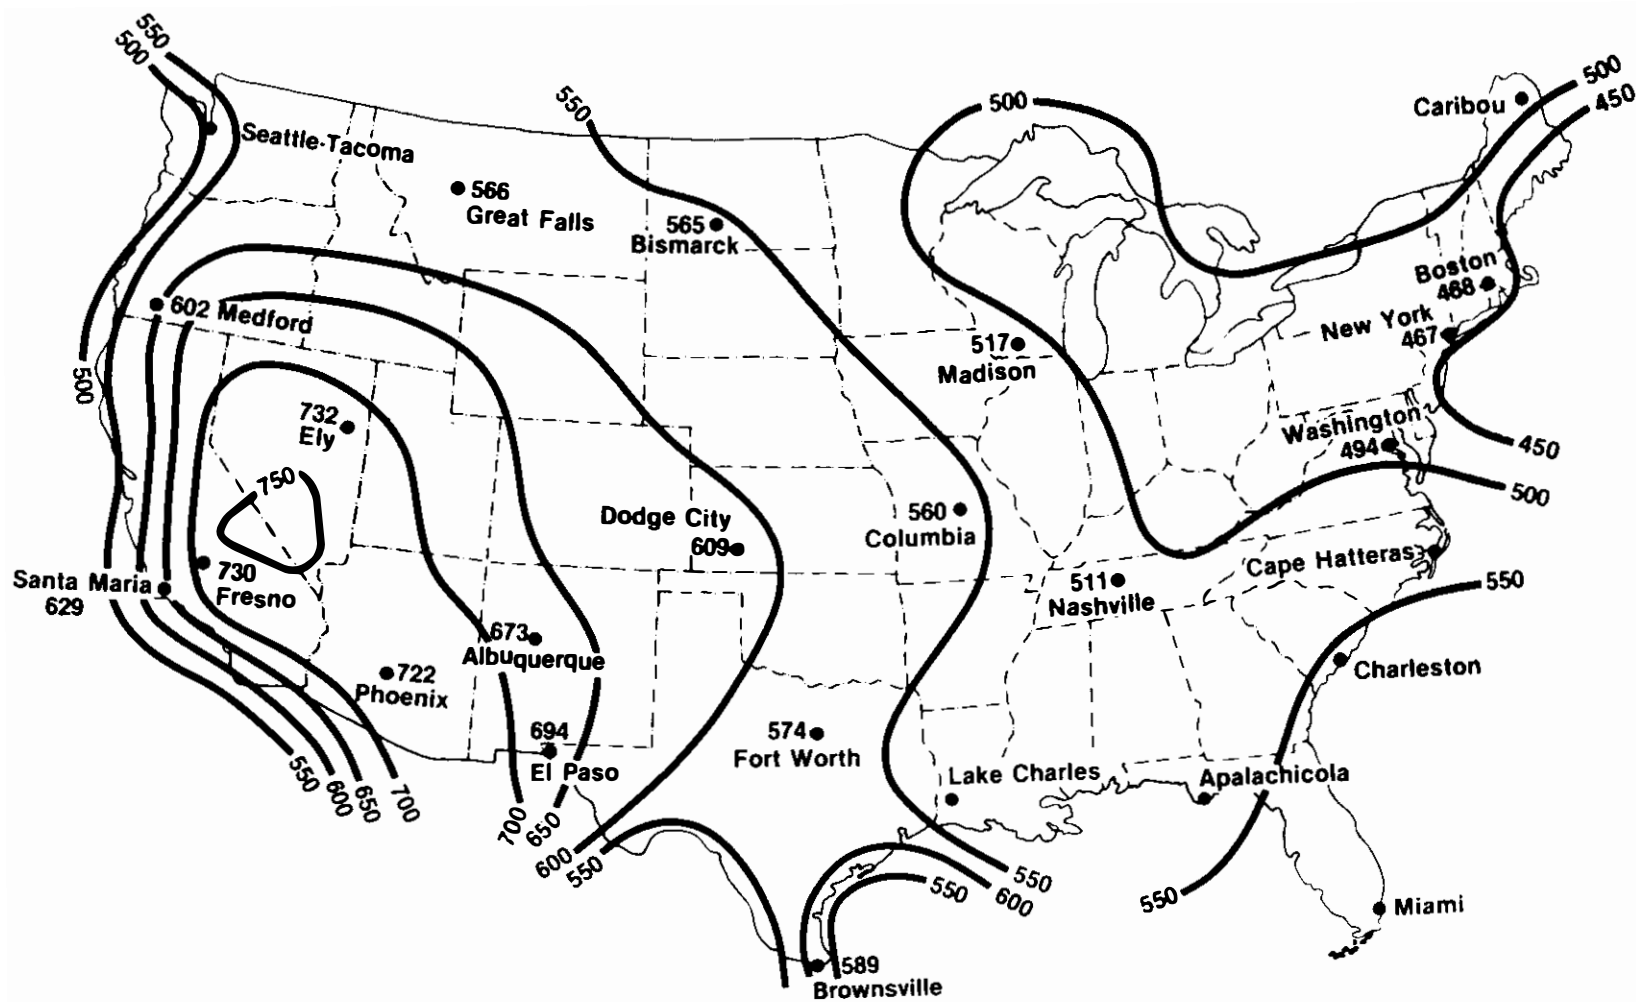 550
500
Seattle-Tacoma
566
Great Falls
550
565
Bismarck
500
Caribou
500
450
602 Medford
500
517
Madison
Boston
468
New York
467
732
Ely
750
Washington
494
450
500
Dodge City
609
560
Columbia
Cape Hatteras
Santa Maria
629
730
Fresno
511
Nashville
550
673
Albuquerque
722
Phoenix
Charleston
694
El Paso
574
Fort Worth
Lake Charles
Apalachicola
550
600
650
700
700
650
600
550
550
550
600
550
Miami
589
Brownsville